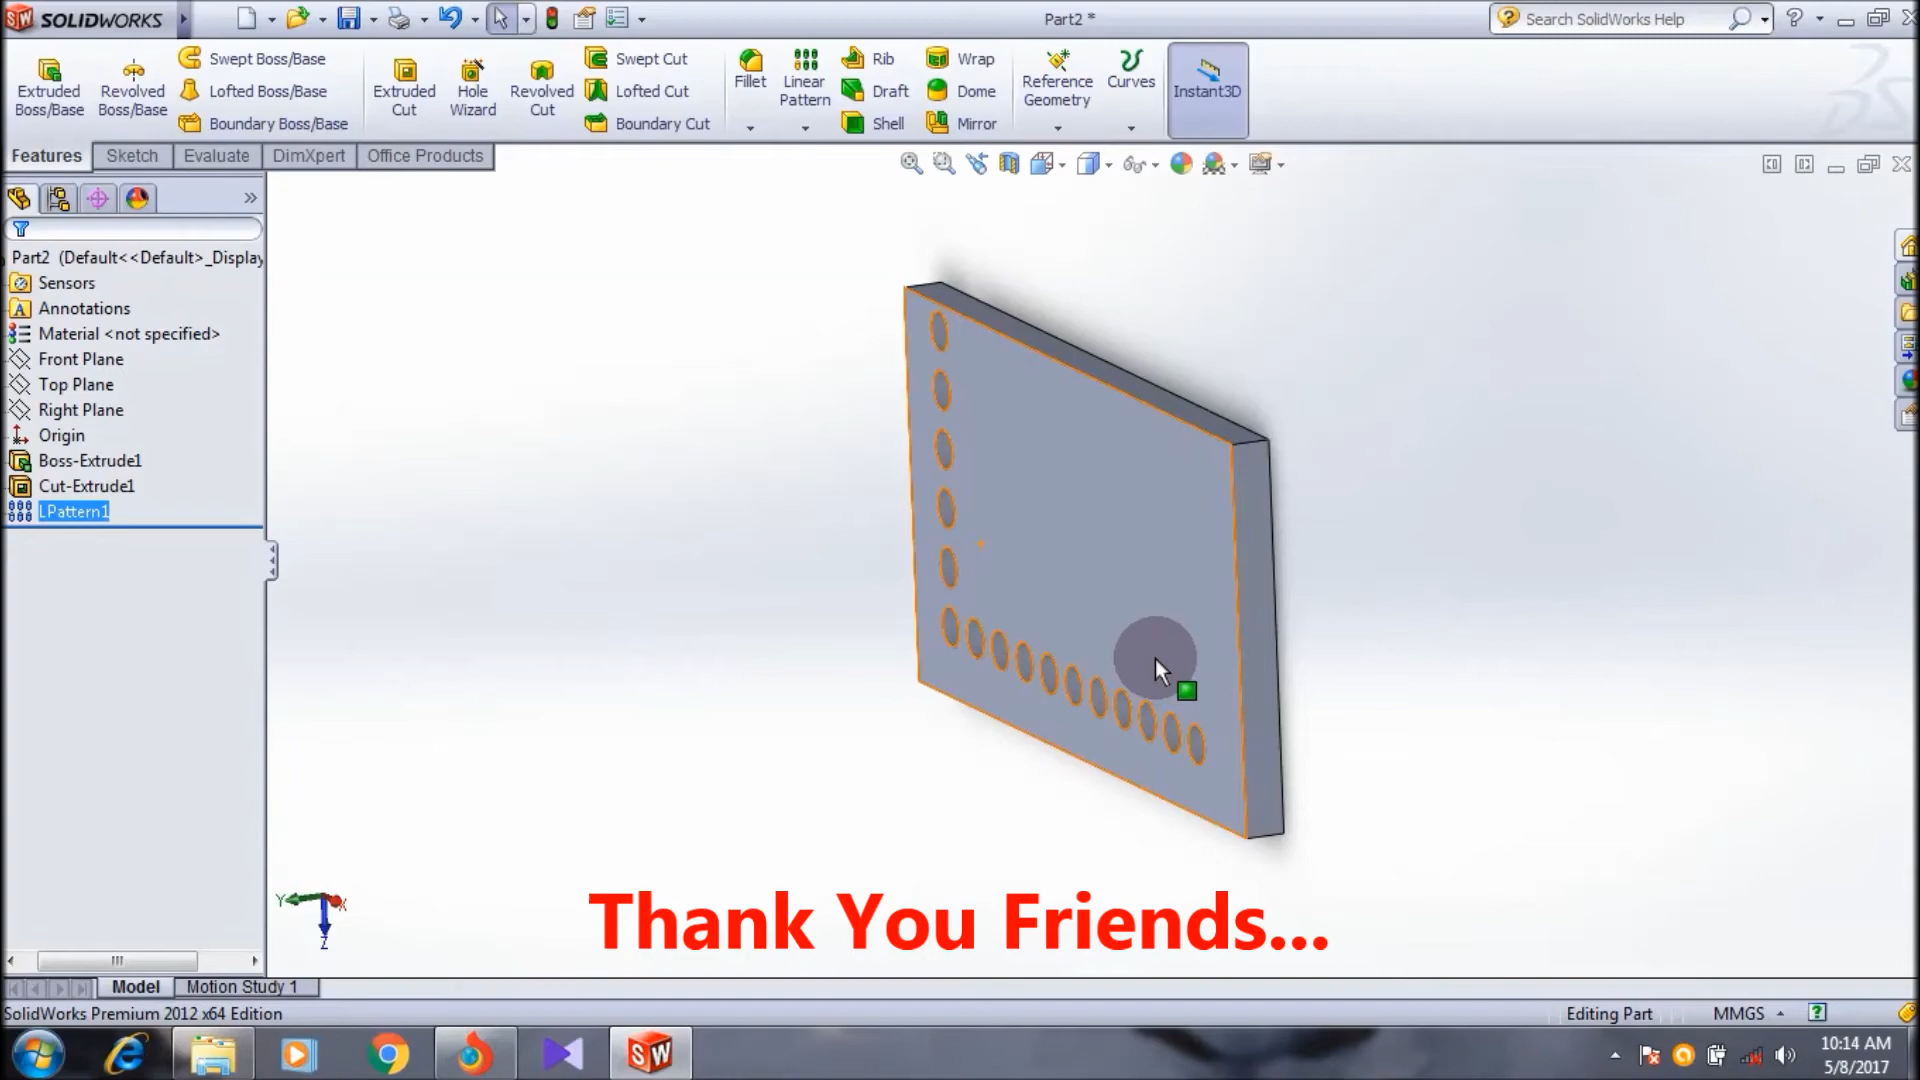 SOLIDWORKS
Part2 *
Search SolidWorks Help
Extruded Boss/Base
Revolved Boss/Base
Swept Boss/Base
Lofted Boss/Base
Boundary Boss/Base
Extruded Cut
Hole Wizard
Revolved Cut
Swept Cut
Lofted Cut
Boundary Cut
Fillet
Linear Pattern
Rib
Draft
Shell
Wrap
Dome
Mirror
Reference Geometry
Curves
Instant3D
Features
Sketch
Evaluate
DimXpert
Office Products
Part2 (Default<<Default>_Display
Sensors
Annotations
Material <not specified>
Front Plane
Top Plane
Right Plane
Origin
Boss-Extrude1
Cut-Extrude1
LPattern1
Y
X
Z
Thank You Friends...
Model
Motion Study 1
SolidWorks Premium 2012 x64 Edition
Editing Part
MMGS
10:14 AM
5/8/2017